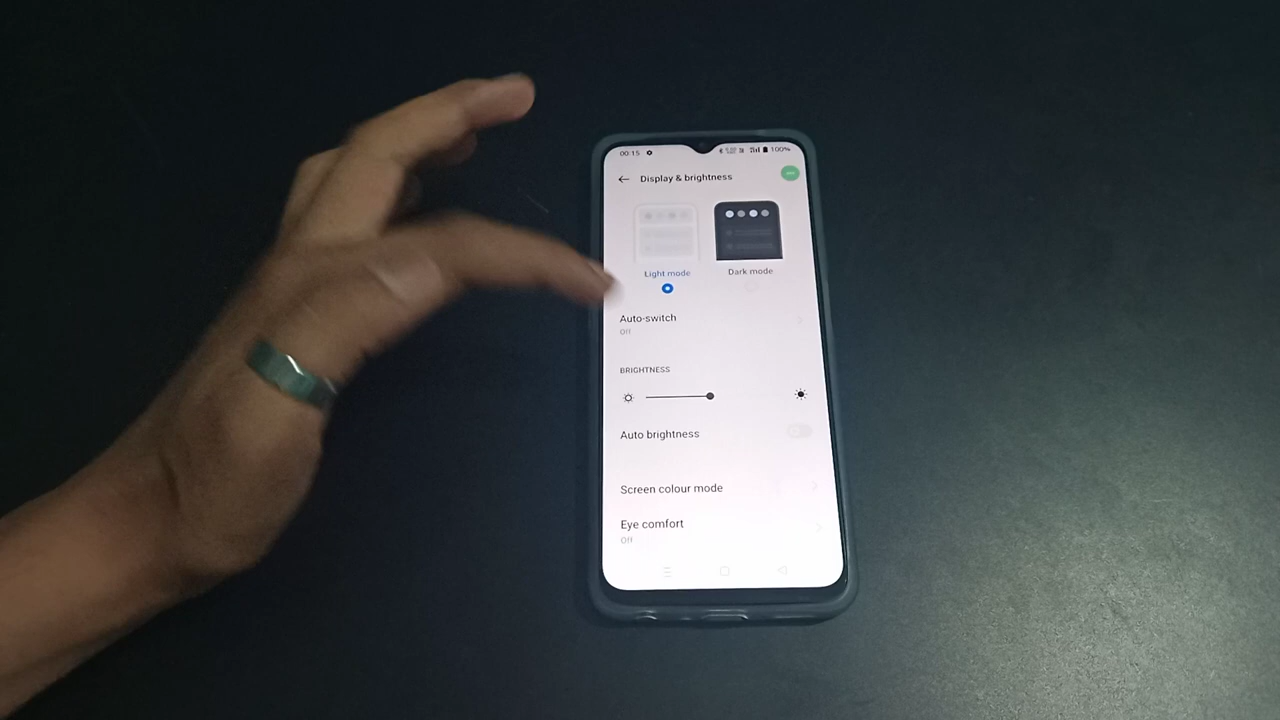 00:15 100%
Display & brightness
Light mode Dark mode
Auto-switch
Off
BRIGHTNESS
Auto brightness
Screen colour mode
Eye comfort
Off